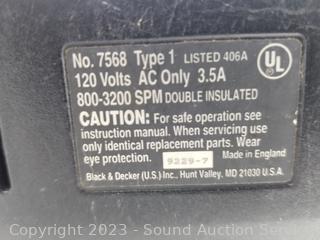 No. 7568 Type 1 LISTED 406A
UL
120 Volts AC Only 3.5A
800-3200 SPM DOUBLE INSULATED
CAUTION: For safe operation see
instruction manual. When servicing use
only identical replacement parts. Wear
eye protection. 9229-7 Made in England
Black & Decker (U.S.) Inc., Hunt Valley, MD 21030 U.S.A.
Copyright 2023 - Sound Auction Service